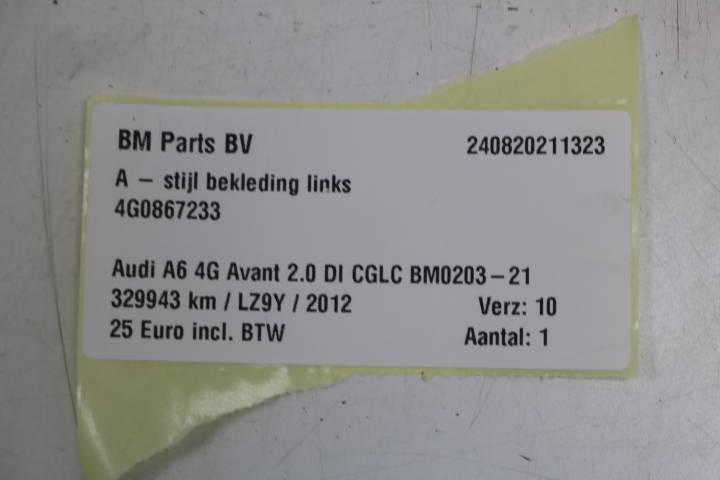 BM Parts BV 240820211323
A – stijl bekleding links
4G0867233
Audi A6 4G Avant 2.0 DI CGLC BM0203–21
329943 km / LZ9Y / 2012 Verz: 10
25 Euro incl. BTW Aantal: 1